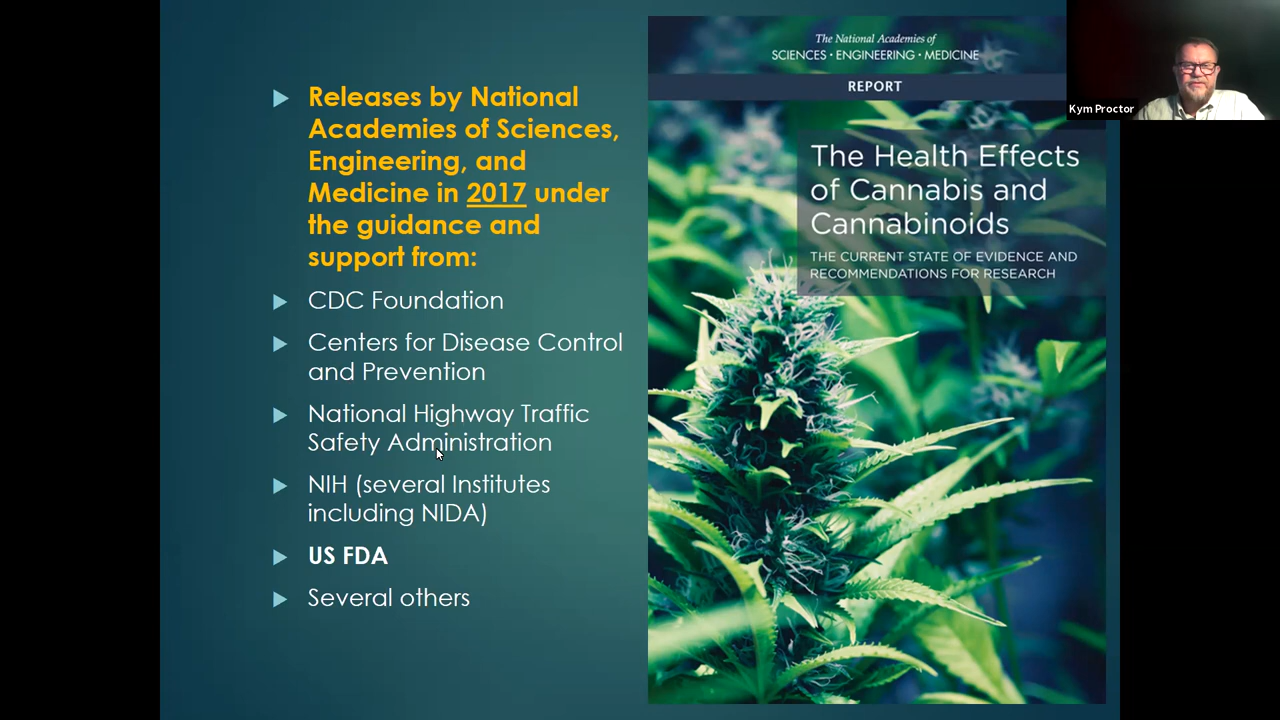 Releases by National
Academies of Sciences,
Engineering, and
Medicine in 2017 under
the guidance and
support from:
CDC Foundation
Centers for Disease Control
and Prevention
National Highway Traffic
Safety Administration
NIH (several Institutes
including NIDA)
US FDA
Several others
The National Academies of
SCIENCES • ENGINEERING • MEDICINE
REPORT
The Health Effects
of Cannabis and
Cannabinoids
THE CURRENT STATE OF EVIDENCE AND
RECOMMENDATIONS FOR RESEARCH
Kym Proctor